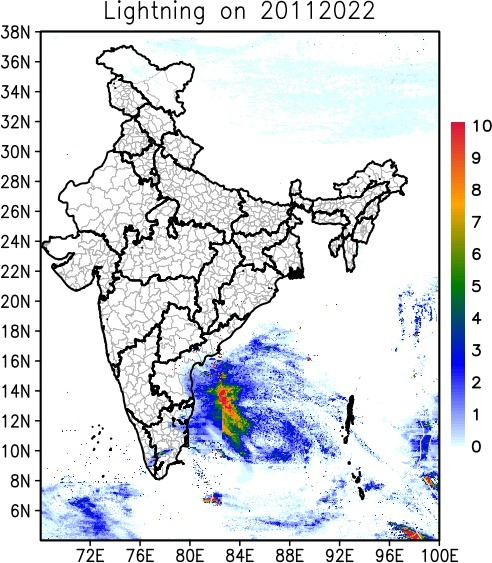 Lightning on 20112022
38N
36N
34N
32N
30N
28N
26N
24N
22N
20N
18N
16N
14N
12N
10N
8N
6N
72E 76E 80E 84E 88E 92E 96E 100E
10
9
8
7
6
5
4
3
2
1
0